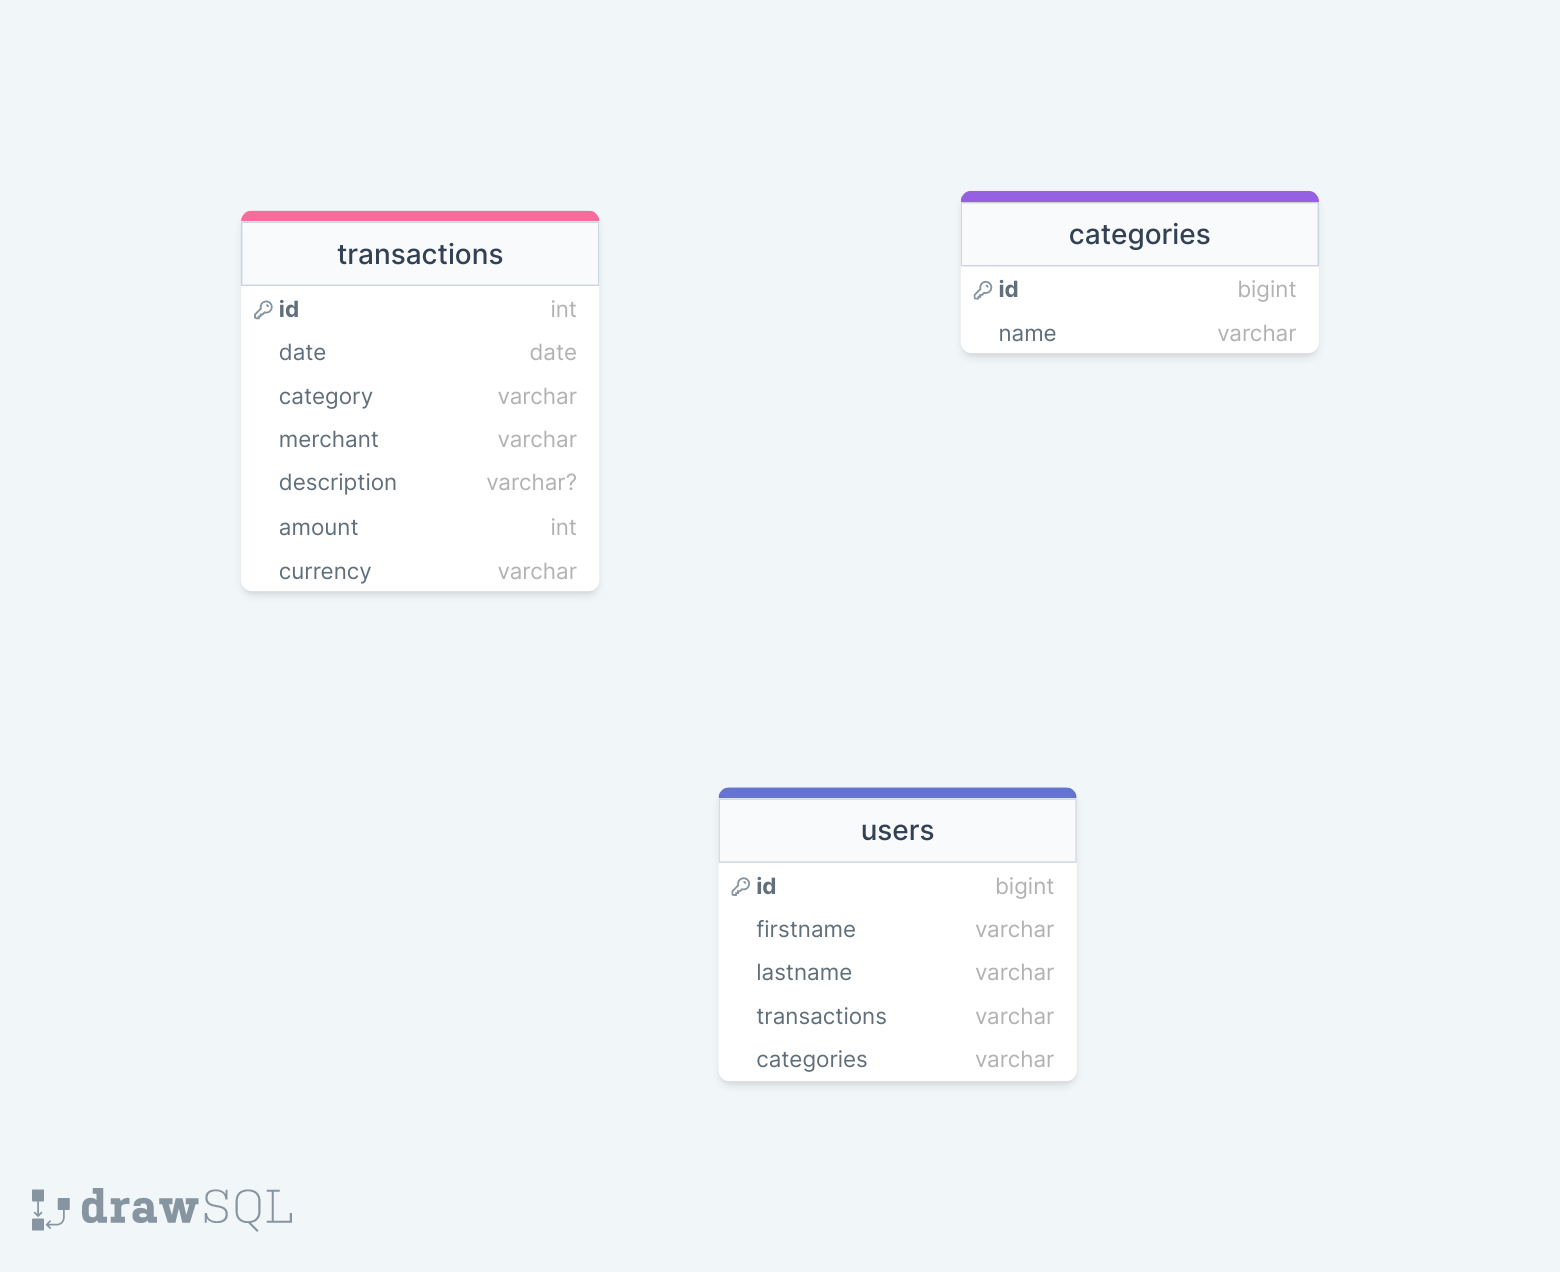 transactions
id int
date date
category varchar
merchant varchar
description varchar?
amount int
currency varchar
categories
id bigint
name varchar
users
id bigint
firstname varchar
lastname varchar
transactions varchar
categories varchar
drawSQL